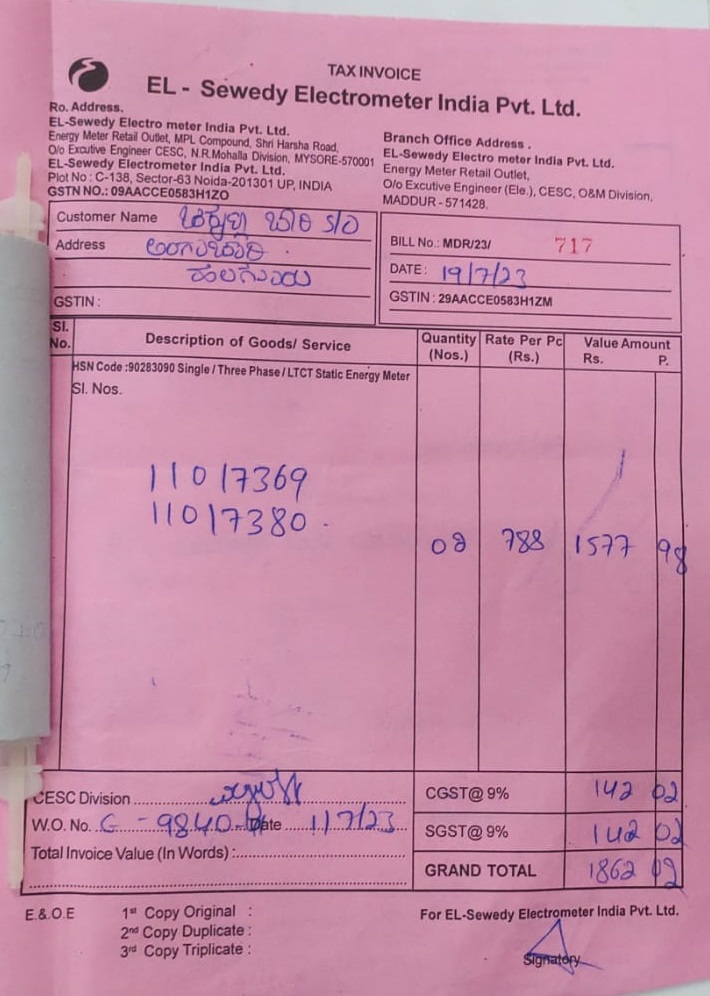 TAX INVOICE
EL - Sewedy Electrometer India Pvt. Ltd.
Ro. Address.
EL-Sewedy Electro meter India Pvt. Ltd.
Energy Meter Retail Outlet, MPL Compound, Shri Harsha Road,
O/o Excutive Engineer CESC, N.R.Mohalla Division, MYSORE-570001
EL-Sewedy Electrometer India Pvt. Ltd.
Plot No : C-138, Sector-63 Noida-201301 UP, INDIA
GSTN NO.: 09AACCE0583H1ZO
Branch Office Address .
EL-Sewedy Electro meter India Pvt. Ltd.
Energy Meter Retail Outlet,
O/o Excutive Engineer (Ele.), CESC, O&M Division,
MADDUR - 571428.
Customer Name S/O
Address
ಹಲಗೂರು
GSTIN :
BILL No.: MDR/23/ 717
DATE : 19/7/23
GSTIN : 29AACCE0583H1ZM
Sl. No. Description of Goods/ Service Quantity (Nos.) Rate Per Pc (Rs.) Value Amount Rs. P.
HSN Code :90283090 Single / Three Phase / LTCT Static Energy Meter
Sl. Nos.
11017369
11017380
02 788 1577 98
CESC Division
W.O. No. G - 9840 Date 1/7/23
Total Invoice Value (In Words) :
CGST@ 9% 142 02
SGST@ 9% 142 02
GRAND TOTAL 1862 02
E.&.O.E
1st Copy Original :
2nd Copy Duplicate :
3rd Copy Triplicate :
For EL-Sewedy Electrometer India Pvt. Ltd.
Signatory